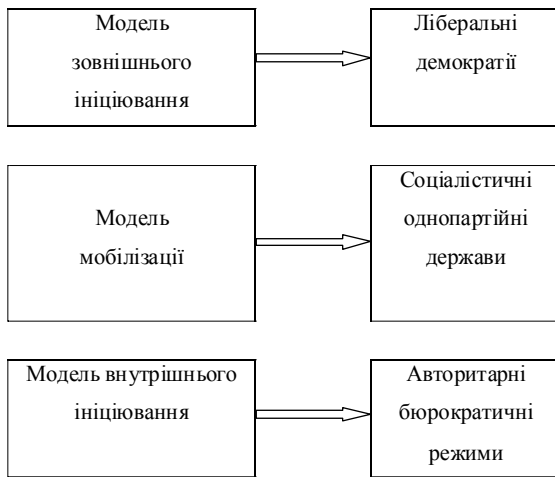 Модель
зовнішнього
ініціювання
Ліберальні
демократії
Модель
мобілізації
Соціалістичні
однопартійні
держави
Модель внутрішнього
ініціювання
Авторитарні
бюрократичні
режими